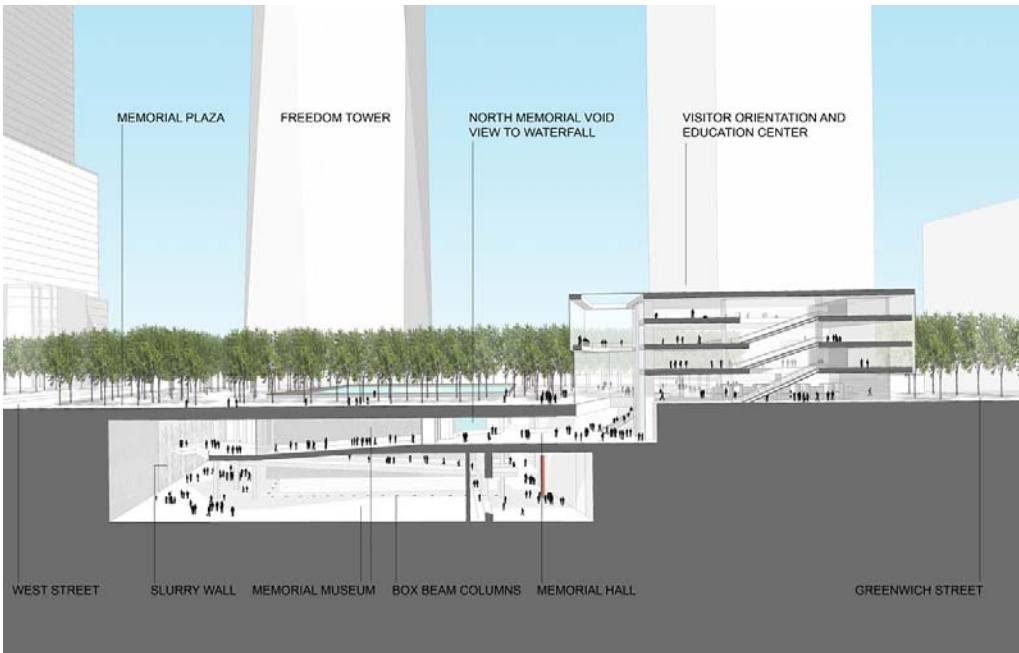 MEMORIAL PLAZA
FREEDOM TOWER
NORTH MEMORIAL VOID
VIEW TO WATERFALL
VISITOR ORIENTATION AND
EDUCATION CENTER
WEST STREET
SLURRY WALL
MEMORIAL MUSEUM
BOX BEAM COLUMNS
MEMORIAL HALL
GREENWICH STREET